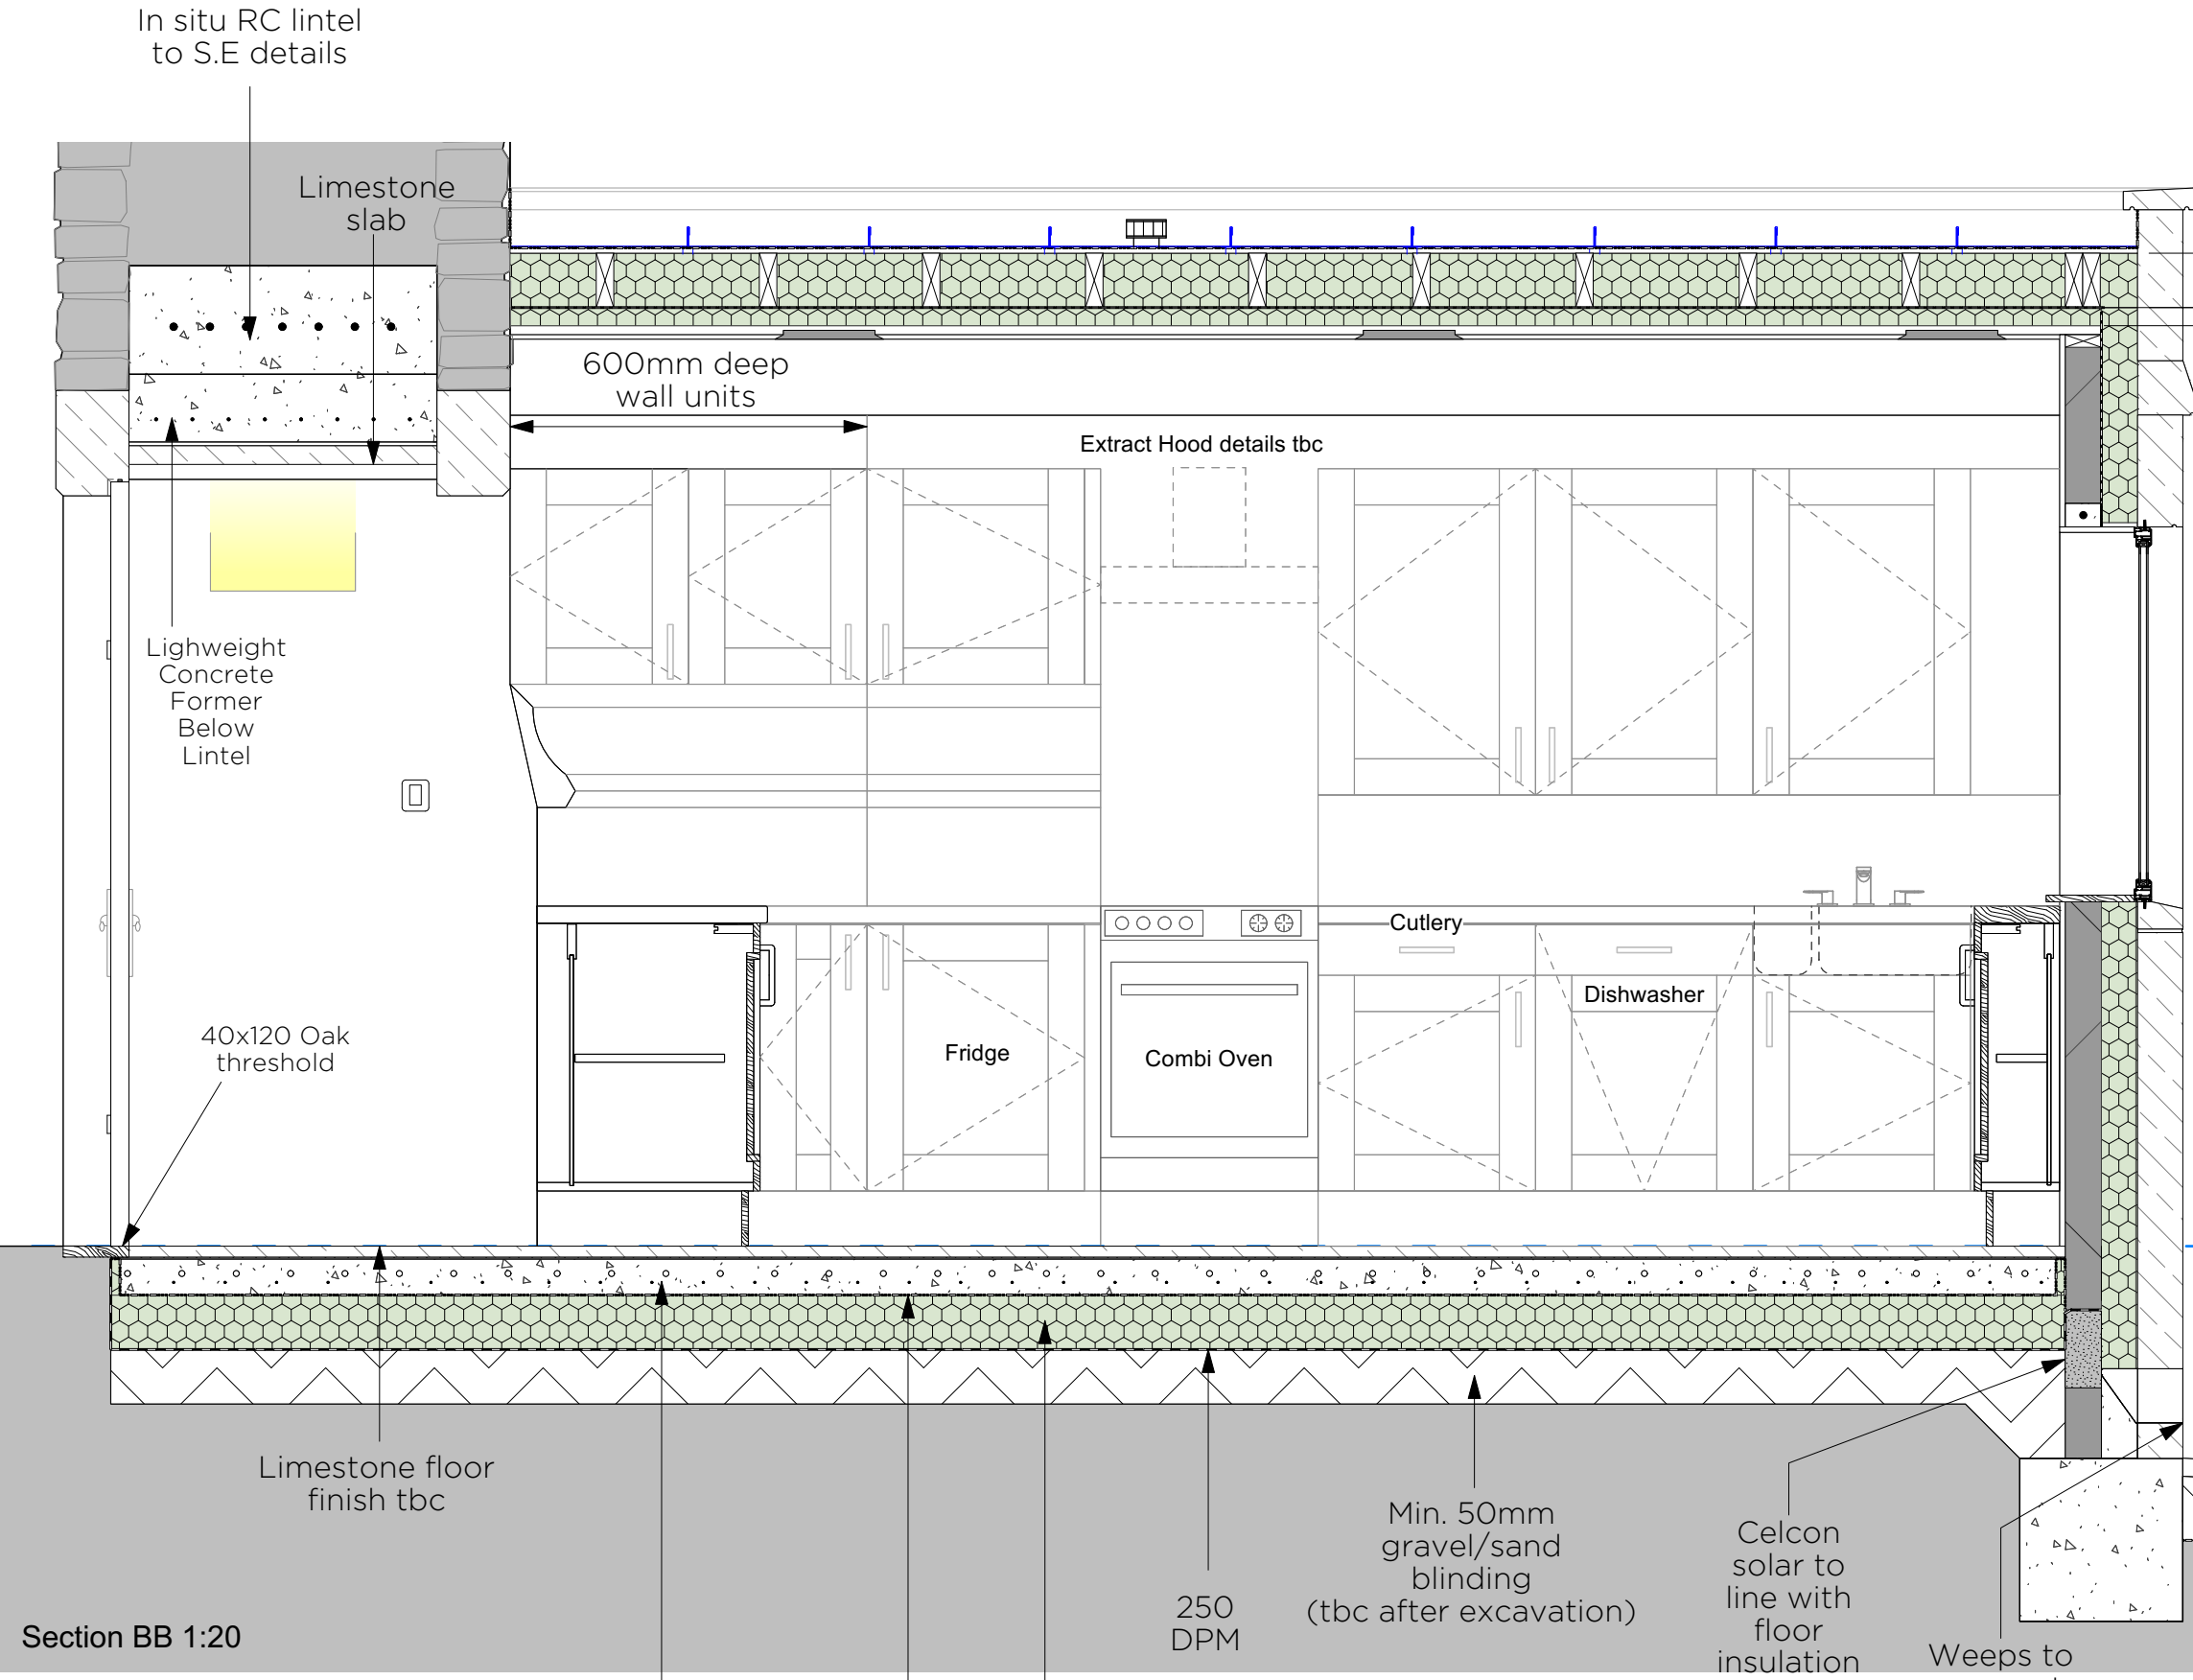 In situ RC lintel
to S.E details
Limestone
slab
600mm deep
wall units
Extract Hood details tbc
Lighweight
Concrete
Former
Below
Lintel
Cutlery
Dishwasher
40x120 Oak
threshold
Fridge
Combi Oven
Limestone floor
finish tbc
250
DPM
Min. 50mm
gravel/sand
blinding
(tbc after excavation)
Celcon
solar to
line with
floor
insulation
Weeps to
Section BB 1:20